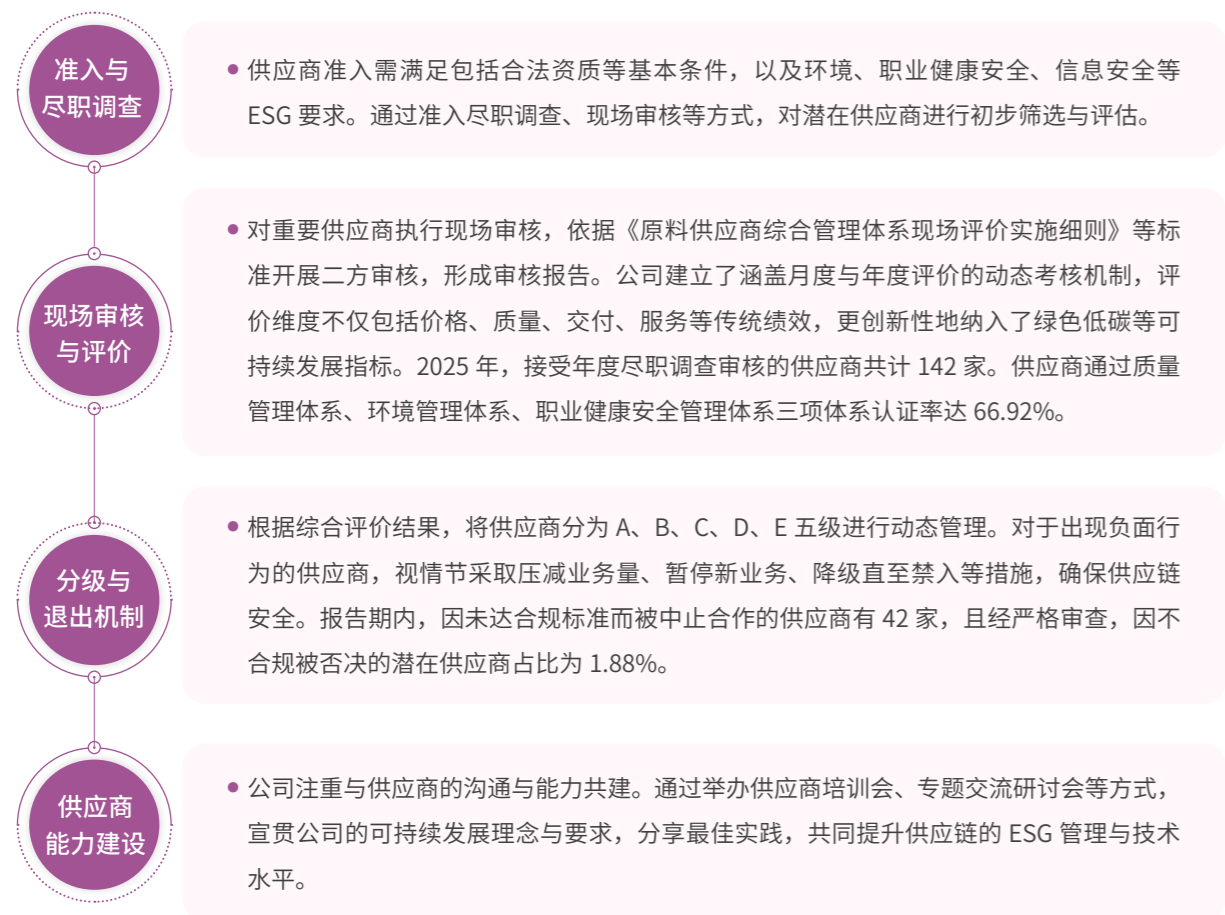 准入与
尽职调查
供应商准入需满足包括合法资质等基本条件，以及环境、职业健康安全、信息安全等
ESG 要求。通过准入尽职调查、现场审核等方式，对潜在供应商进行初步筛选与评估。
现场审核
与评价
对重要供应商执行现场审核，依据《原料供应商综合管理体系现场评价实施细则》等标
准开展二方审核，形成审核报告。公司建立了涵盖月度与年度评价的动态考核机制，评
价维度不仅包括价格、质量、交付、服务等传统绩效，更创新性地纳入了绿色低碳等可
持续发展指标。2025 年，接受年度尽职调查审核的供应商共计 142 家。供应商通过质量
管理体系、环境管理体系、职业健康安全管理体系三项体系认证率达 66.92%。
分级与
退出机制
根据综合评价结果，将供应商分为 A、B、C、D、E 五级进行动态管理。对于出现负面行
为的供应商，视情节采取压减业务量、暂停新业务、降级直至禁入等措施，确保供应链
安全。报告期内，因未达合规标准而被中止合作的供应商有 42 家，且经严格审查，因不
合规被否决的潜在供应商占比为 1.88%。
供应商
能力建设
公司注重与供应商的沟通与能力共建。通过举办供应商培训会、专题交流研讨会等方式，
宣贯公司的可持续发展理念与要求，分享最佳实践，共同提升供应链的 ESG 管理与技术
水平。